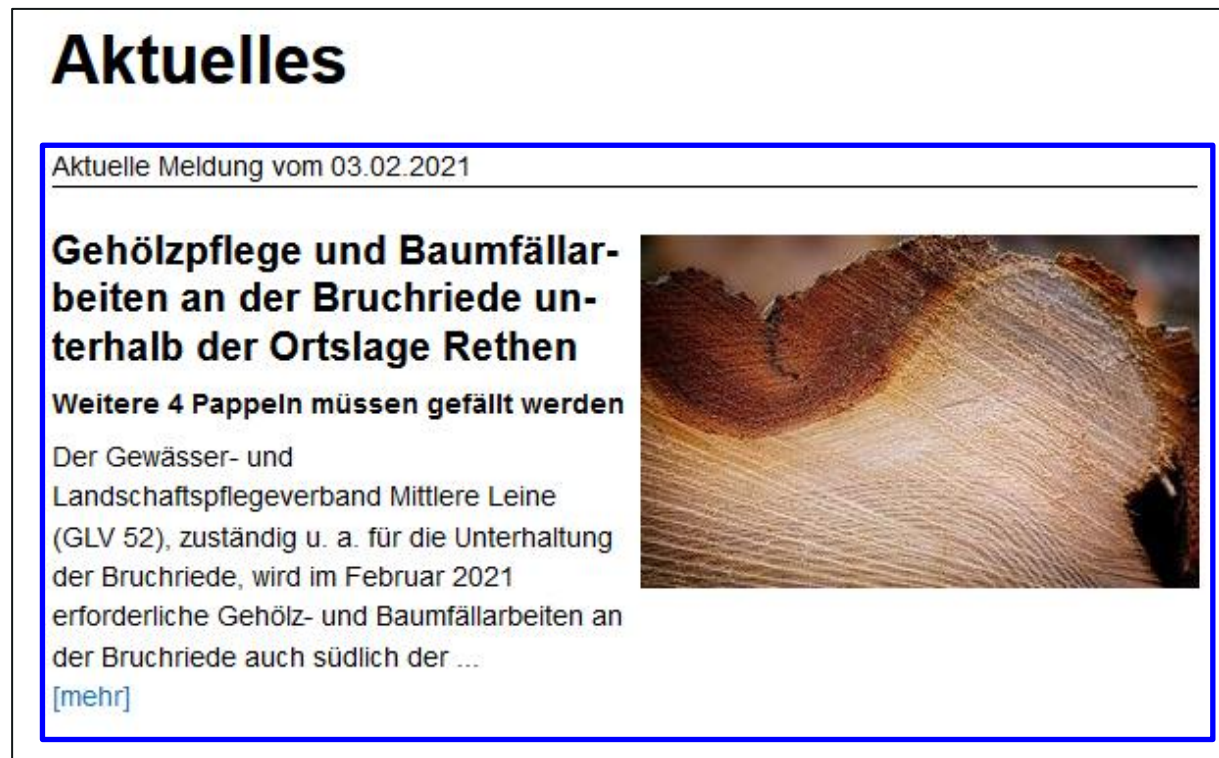 Aktuelles
Aktuelle Meldung vom 03.02.2021
Gehölzpflege und Baumfällar-
beiten an der Bruchriede un-
terhalb der Ortslage Rethen
Weitere 4 Pappeln müssen gefällt werden
Der Gewässer- und
Landschaftspflegeverband Mittlere Leine
(GLV 52), zuständig u. a. für die Unterhaltung
der Bruchriede, wird im Februar 2021
erforderliche Gehölz- und Baumfällarbeiten an
der Bruchriede auch südlich der ...
[mehr]